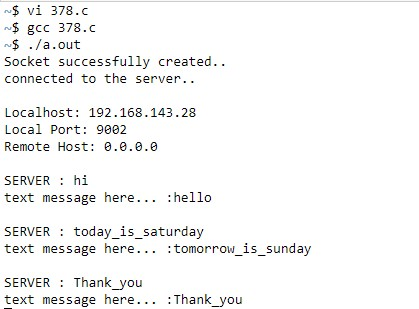 ~$ vi 378.c
~$ gcc 378.c
~$ ./a.out
Socket successfully created..
connected to the server..
Localhost: 192.168.143.28
Local Port: 9002
Remote Host: 0.0.0.0
SERVER : hi
text message here... :hello
SERVER : today_is_saturday
text message here... :tomorrow_is_sunday
SERVER : Thank_you
text message here... :Thank_you